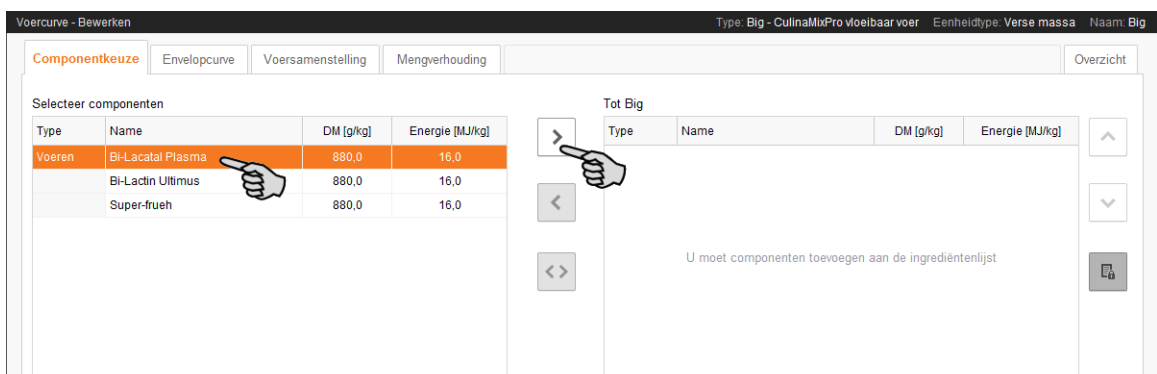 Voercurve - Bewerken Type: Big - CulinaMixPro vloeibaar voer Eenheidtype: Verse massa Naam: Big
Componentkeuze Envelopcurve Voersamenstelling Mengverhouding Overzicht
Selecteer componenten Tot Big
Type Name DM [g/kg] Energie [MJ/kg] Type Name DM [g/kg] Energie [MJ/kg]
Voeren Bi-Lacatal Plasma 880,0 16,0
Bi-Lactin Ultimus 880,0 16,0
Super-frueh 880,0 16,0
U moet componenten toevoegen aan de ingrediëntenlijst